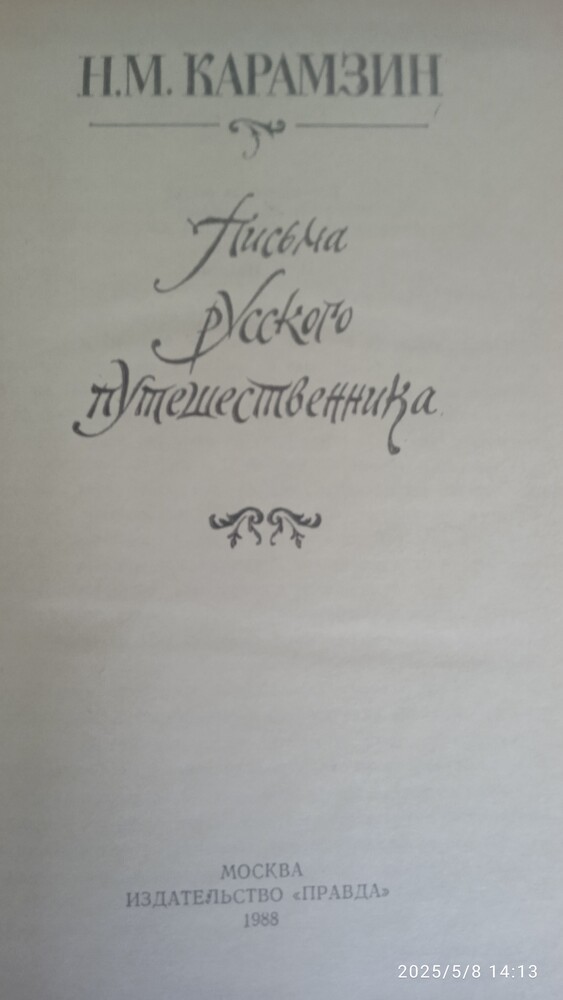 Н.М. КАРАМЗИН
Письма
русского
путешественника
МОСКВА
ИЗДАТЕЛЬСТВО «ПРАВДА»
1988
2025/5/8 14:13